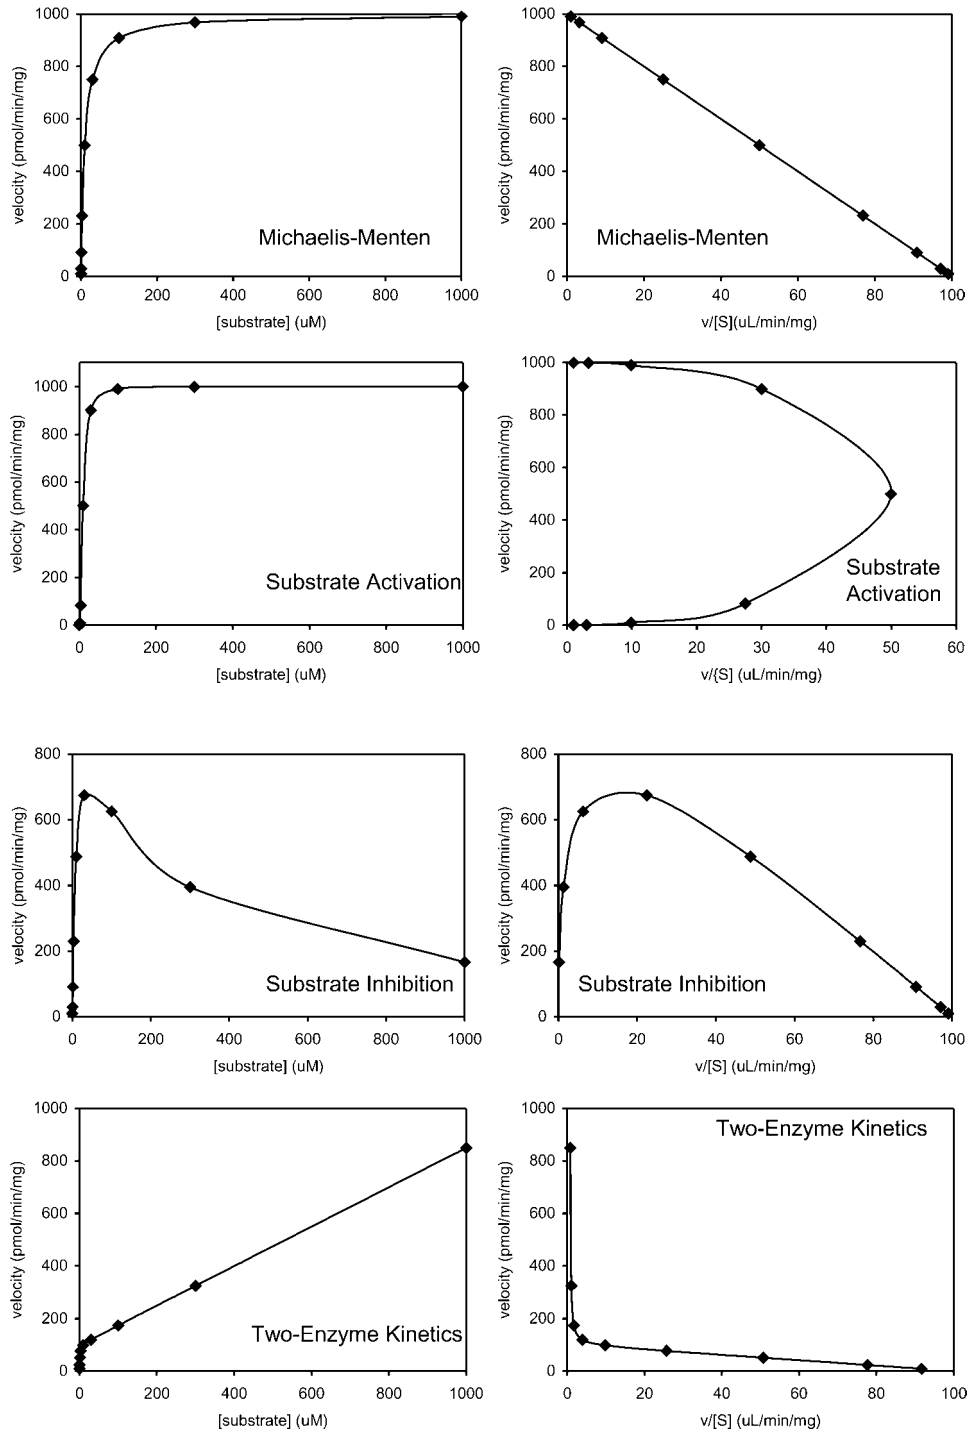 1000
800
600
400
200
0
velocity (pmol/min/mg)
Michaelis-Menten
0 200 400 600 800 1000
[substrate] (uM)
1000
800
600
400
200
0
velocity (pmol/min/mg)
Michaelis-Menten
0 20 40 60 80 100
v/[S](uL/min/mg)
1000
800
600
400
200
0
velocity (pmol/min/mg)
Substrate Activation
0 200 400 600 800 1000
[substrate] (uM)
1000
800
600
400
200
0
velocity (pmol/min/mg)
Substrate
Activation
0 10 20 30 40 50 60
v/{S] (uL/min/mg)
800
600
400
200
0
velocity (pmol/min/mg)
Substrate Inhibition
0 200 400 600 800 1000
[substrate] (uM)
800
600
400
200
0
velocity (pmol/min/mg)
Substrate Inhibition
0 20 40 60 80 100
v/[S] (uL/min/mg)
1000
800
600
400
200
0
velocity (pmol/min/mg)
Two-Enzyme Kinetics
0 200 400 600 800 1000
[substrate] (uM)
1000
800
600
400
200
0
velocity (pmol/min/mg)
Two-Enzyme Kinetics
0 20 40 60 80 100
v/[S] (uL/min/mg)